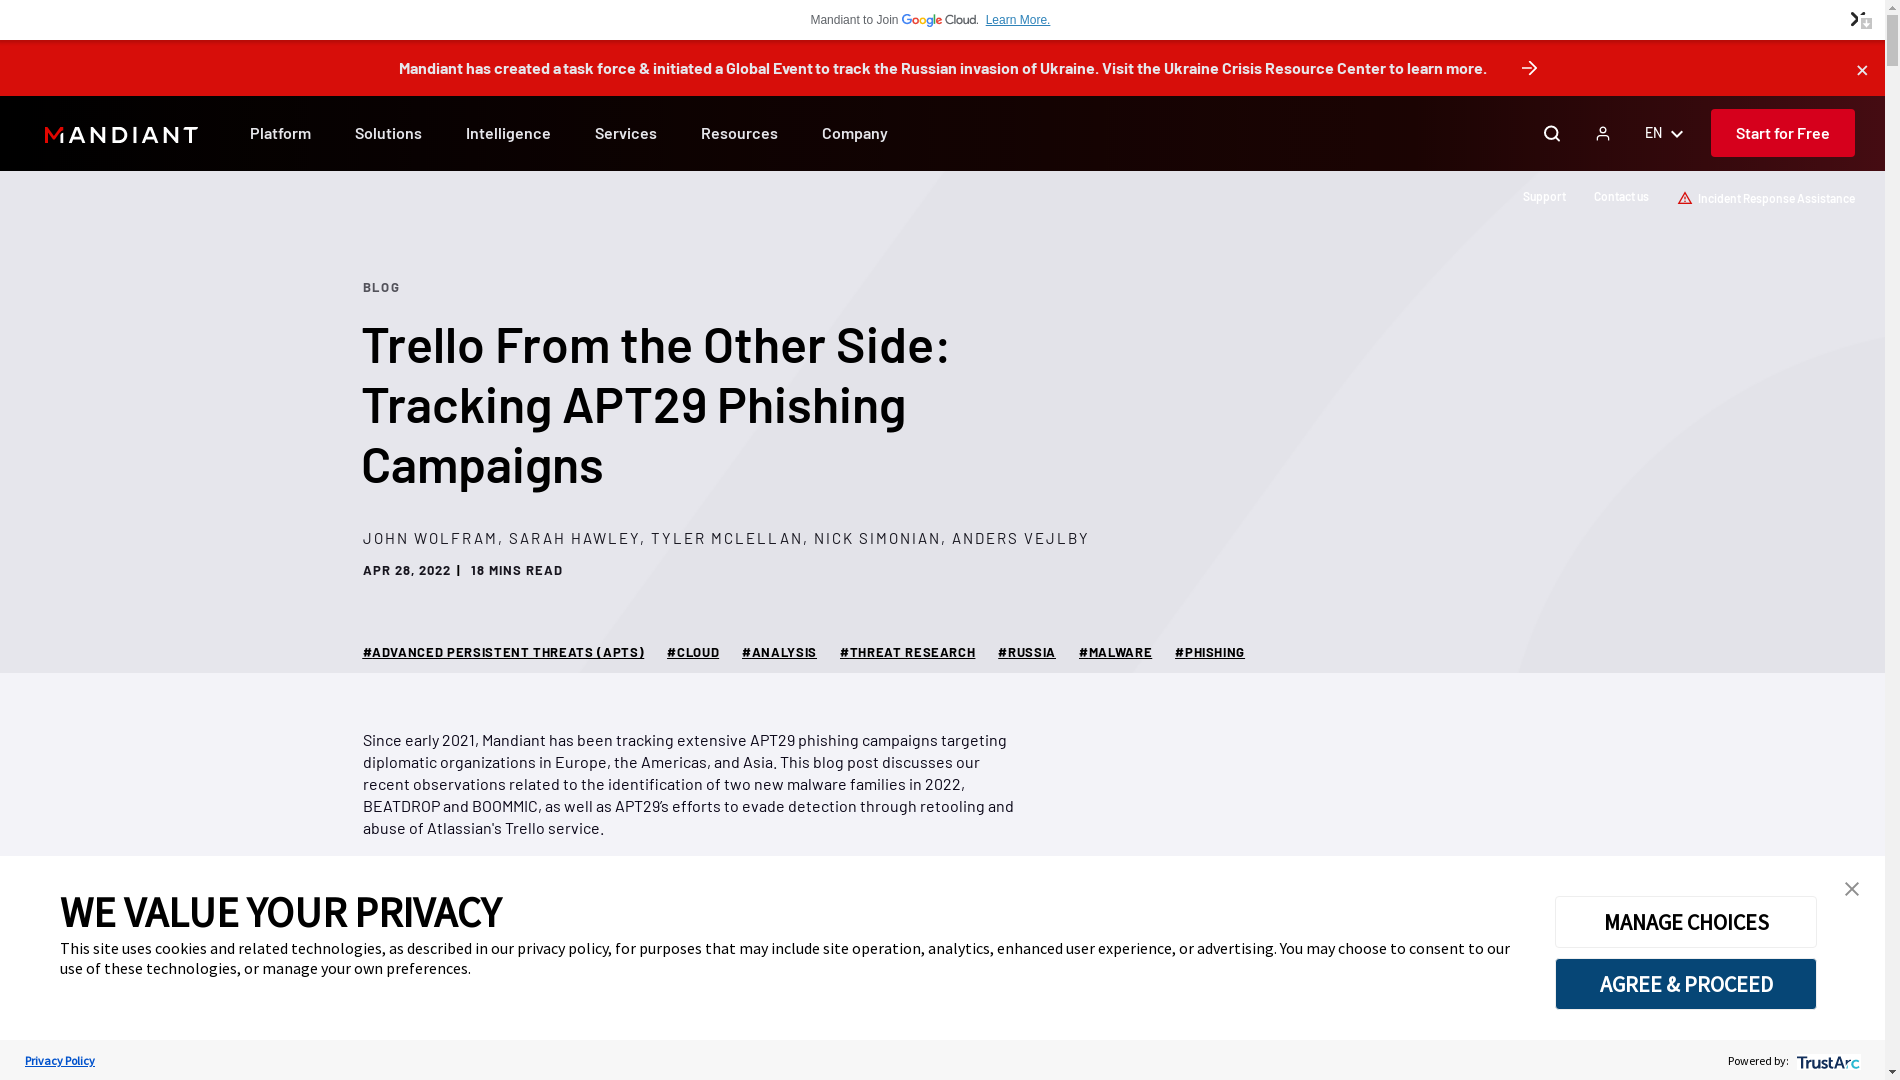 Mandiant to Join Google Cloud. Learn More.
Mandiant has created a task force & initiated a Global Event to track the Russian invasion of Ukraine. Visit the Ukraine Crisis Resource Center to learn more.
MANDIANT Platform Solutions Intelligence Services Resources Company EN Start for Free
Support Contact us Incident Response Assistance
BLOG
Trello From the Other Side:
Tracking APT29 Phishing
Campaigns
JOHN WOLFRAM, SARAH HAWLEY, TYLER MCLELLAN, NICK SIMONIAN, ANDERS VEJLBY
APR 28, 2022 | 18 MINS READ
#ADVANCED PERSISTENT THREATS (APTS) #CLOUD #ANALYSIS #THREAT RESEARCH #RUSSIA #MALWARE #PHISHING
Since early 2021, Mandiant has been tracking extensive APT29 phishing campaigns targeting
diplomatic organizations in Europe, the Americas, and Asia. This blog post discusses our
recent observations related to the identification of two new malware families in 2022,
BEATDROP and BOOMMIC, as well as APT29's efforts to evade detection through retooling and
abuse of Atlassian's Trello service.
WE VALUE YOUR PRIVACY
This site uses cookies and related technologies, as described in our privacy policy, for purposes that may include site operation, analytics, enhanced user experience, or advertising. You may choose to consent to our
use of these technologies, or manage your own preferences.
MANAGE CHOICES
AGREE & PROCEED
Privacy Policy
Powered by: TrustArc